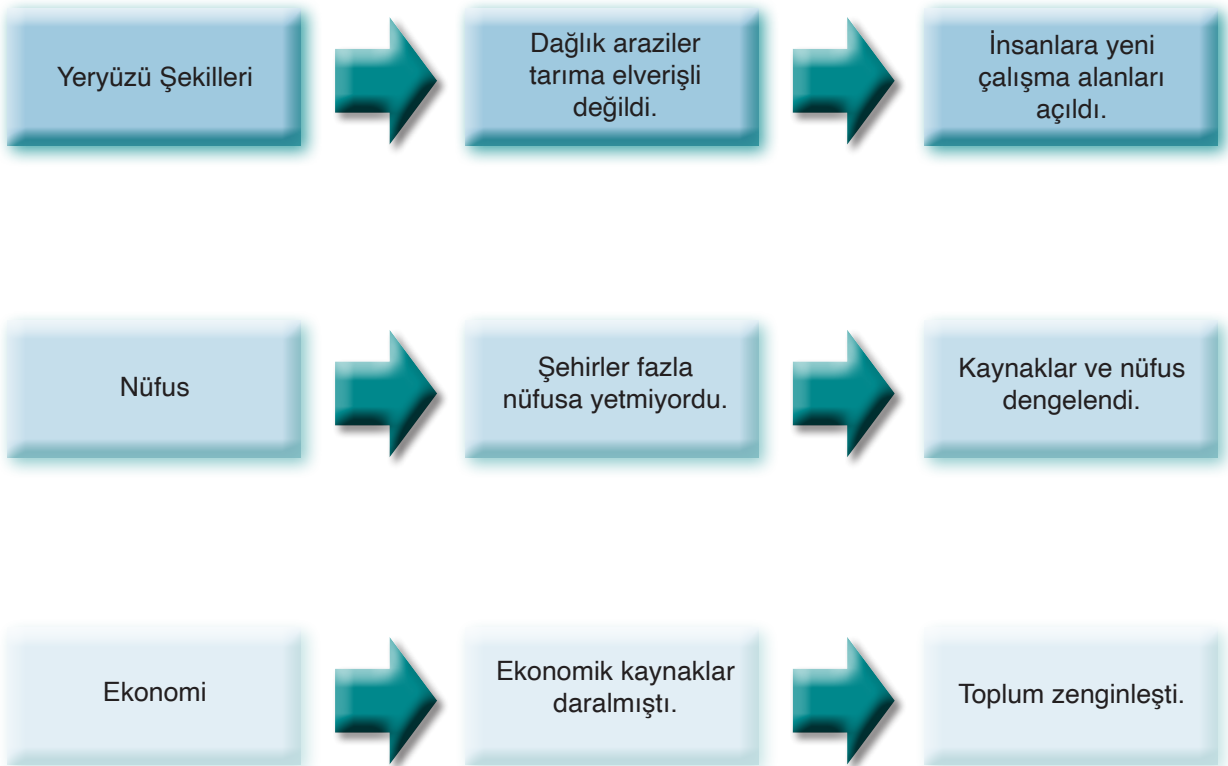 Yeryüzü Şekilleri
Dağlık araziler
tarıma elverişli
değildi.
İnsanlara yeni
çalışma alanları
açıldı.
Nüfus
Şehirler fazla
nüfusa yetmiyordu.
Kaynaklar ve nüfus
dengelendi.
Ekonomi
Ekonomik kaynaklar
daralmıştı.
Toplum zenginleşti.